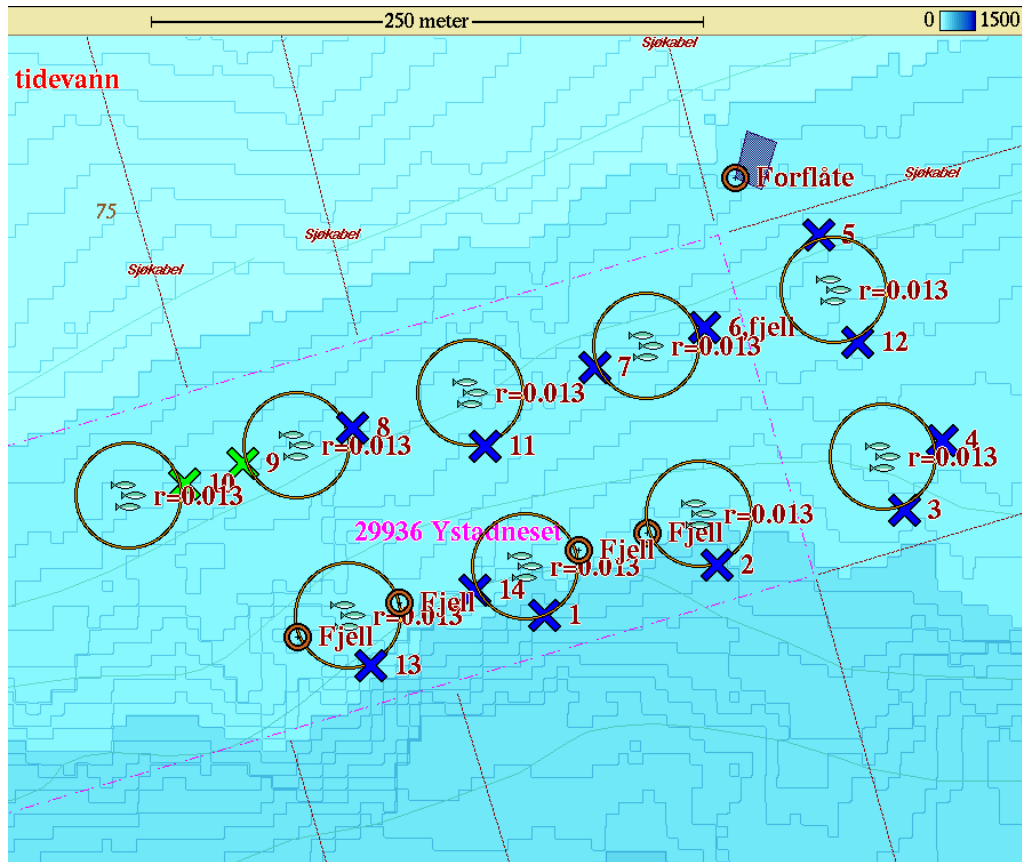 250 meter
0 1500
Sjøkabel
tidevann
Forflåte
Sjøkabel
75
5
Sjøkabel
Sjøkabel
r=0.013
6,fjell
r=0.013
12
7
r=0.013
8
r=0.013
11
4
9
r=0.013
10
r=0.013
3
r=0.013
29936 Ystadneset
Fjell
Fjell
r=0.013
2
14
Fjell
r=0.013
1
Fjell
13